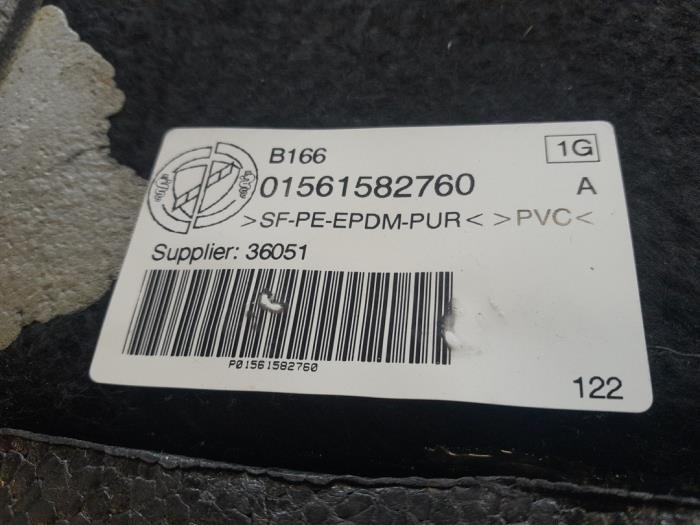 B166
1G
01561582760
A
>SF-PE-EPDM-PUR< >PVC<
Supplier: 36051
P01561582760
122